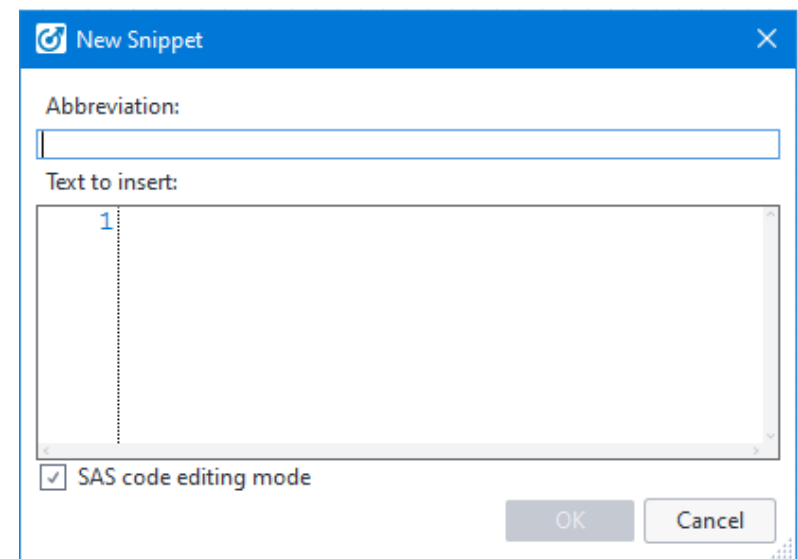 New Snippet
Abbreviation:
Text to insert:
1
SAS code editing mode
OK
Cancel